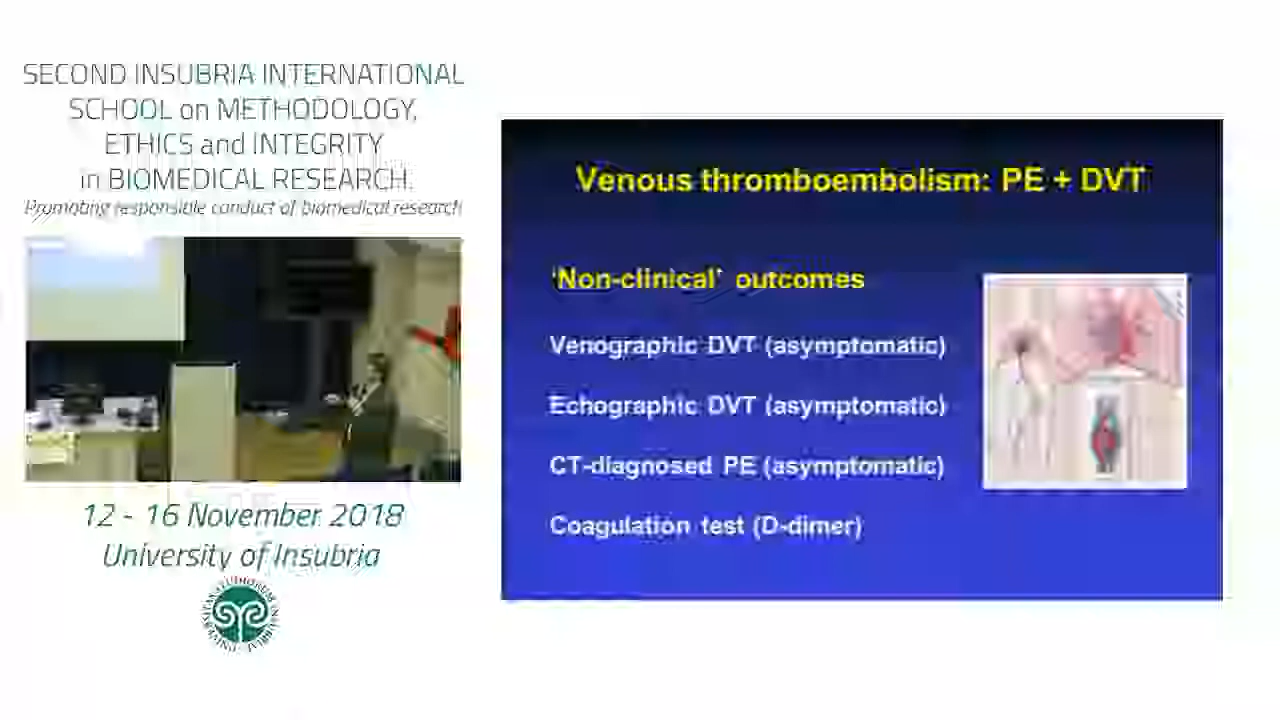 SECOND INSUBRIA INTERNATIONAL
SCHOOL on METHODOLOGY,
ETHICS and INTEGRITY
in BIOMEDICAL RESEARCH.
Promoting responsible conduct of biomedical research
12 - 16 November 2018
University of Insubria
Venous thromboembolism: PE + DVT
'Non-clinical' outcomes
Venographic DVT (asymptomatic)
Echographic DVT (asymptomatic)
CT-diagnosed PE (asymptomatic)
Coagulation test (D-dimer)